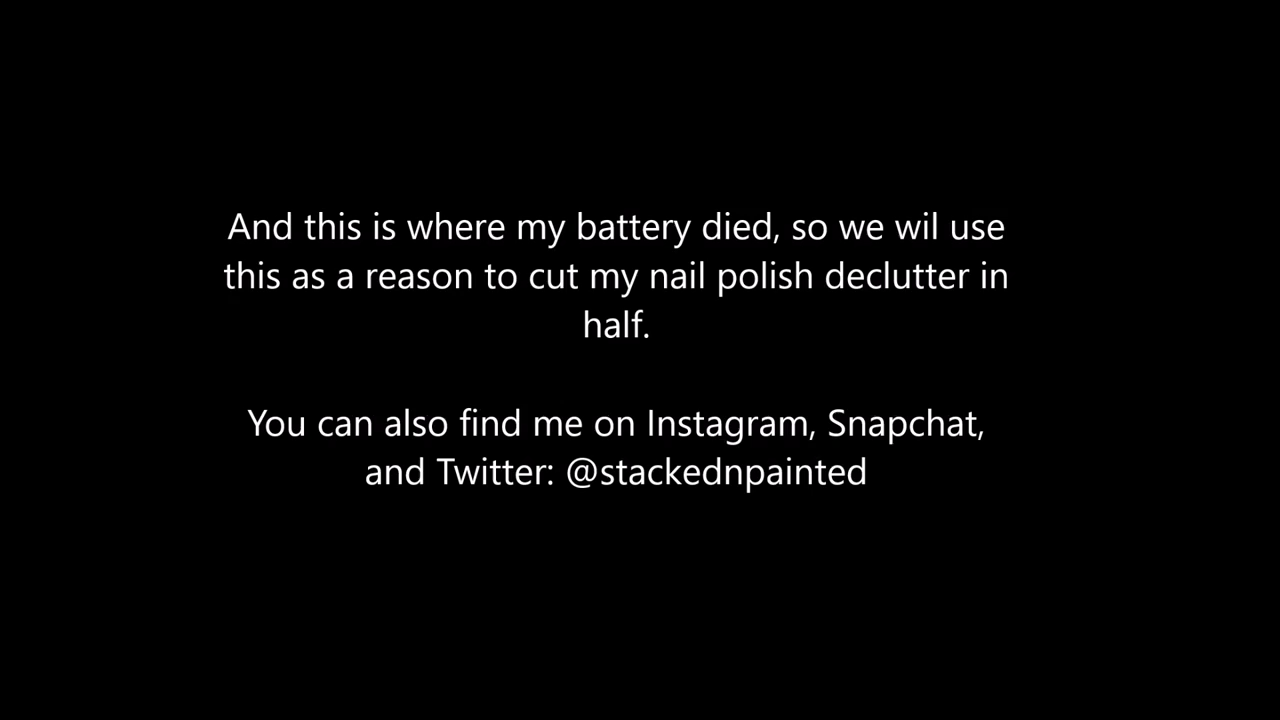 And this is where my battery died, so we wil use
this as a reason to cut my nail polish declutter in
half.
You can also find me on Instagram, Snapchat,
and Twitter: @stackednpainted